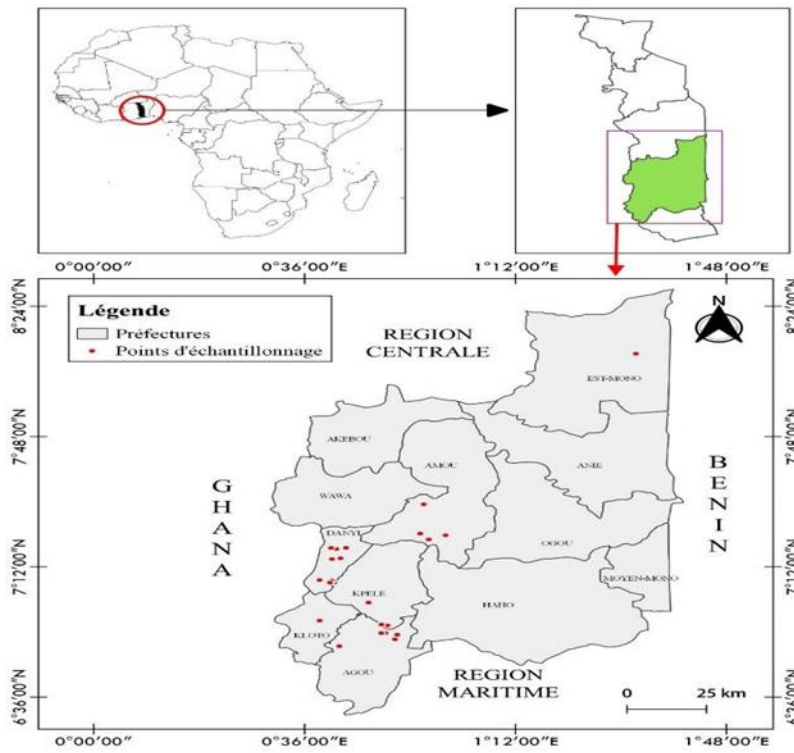 0°00′00″
0°36′00″E
1°12′00″E
1°48′00″E
8°24′00″N
8°24′00″N
Légende
Préfectures
Points d'échantillonnage
REGION
CENTRALE
N
EST-MONO
7°48′00″N
7°48′00″N
AKEBOU
AMOU
ANIE
WAWA
GHANA
BENIN
DANYI
OGOU
7°12′00″N
7°12′00″N
KPELE
MOYEN-MONO
HAHO
KLOTO
AGOU
REGION
MARITIME
0
25 km
6°36′00″N
6°26′00″N
0°00′00″
0°36′00″E
1°12′00″E
1°48′00″E